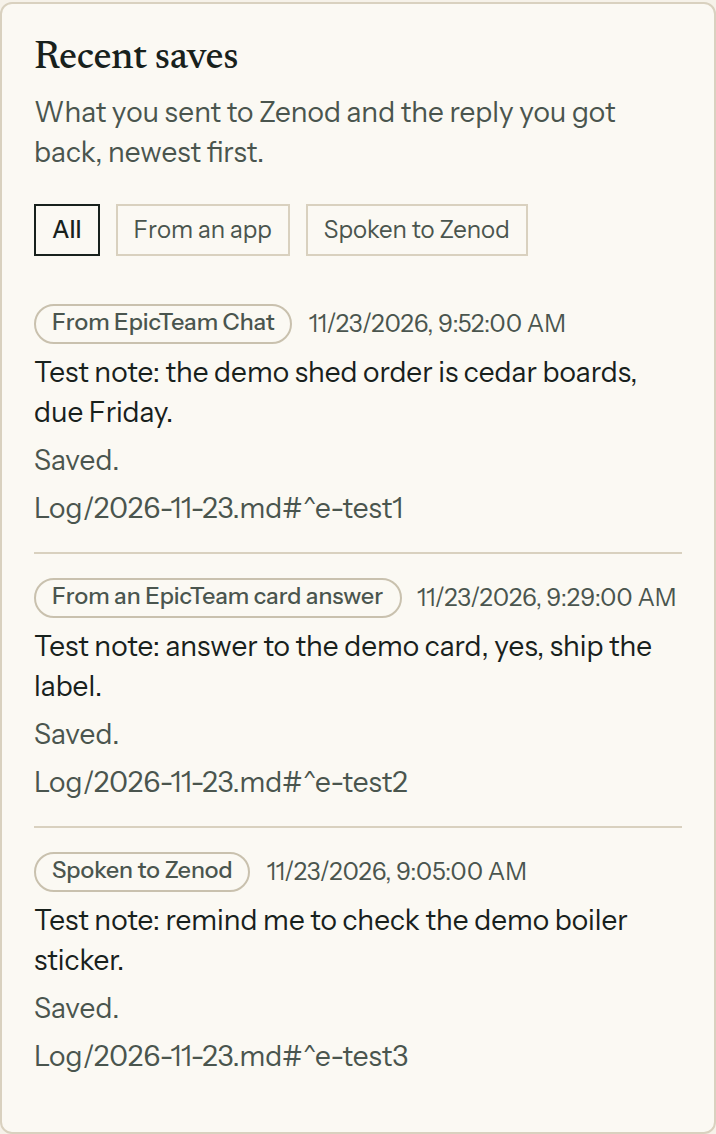 Recent saves
What you sent to Zenod and the reply you got
back, newest first.
All
From an app
Spoken to Zenod
From EpicTeam Chat 11/23/2026, 9:52:00 AM
Test note: the demo shed order is cedar boards,
due Friday.
Saved.
Log/2026-11-23.md#^e-test1
From an EpicTeam card answer 11/23/2026, 9:29:00 AM
Test note: answer to the demo card, yes, ship the
label.
Saved.
Log/2026-11-23.md#^e-test2
Spoken to Zenod 11/23/2026, 9:05:00 AM
Test note: remind me to check the demo boiler
sticker.
Saved.
Log/2026-11-23.md#^e-test3